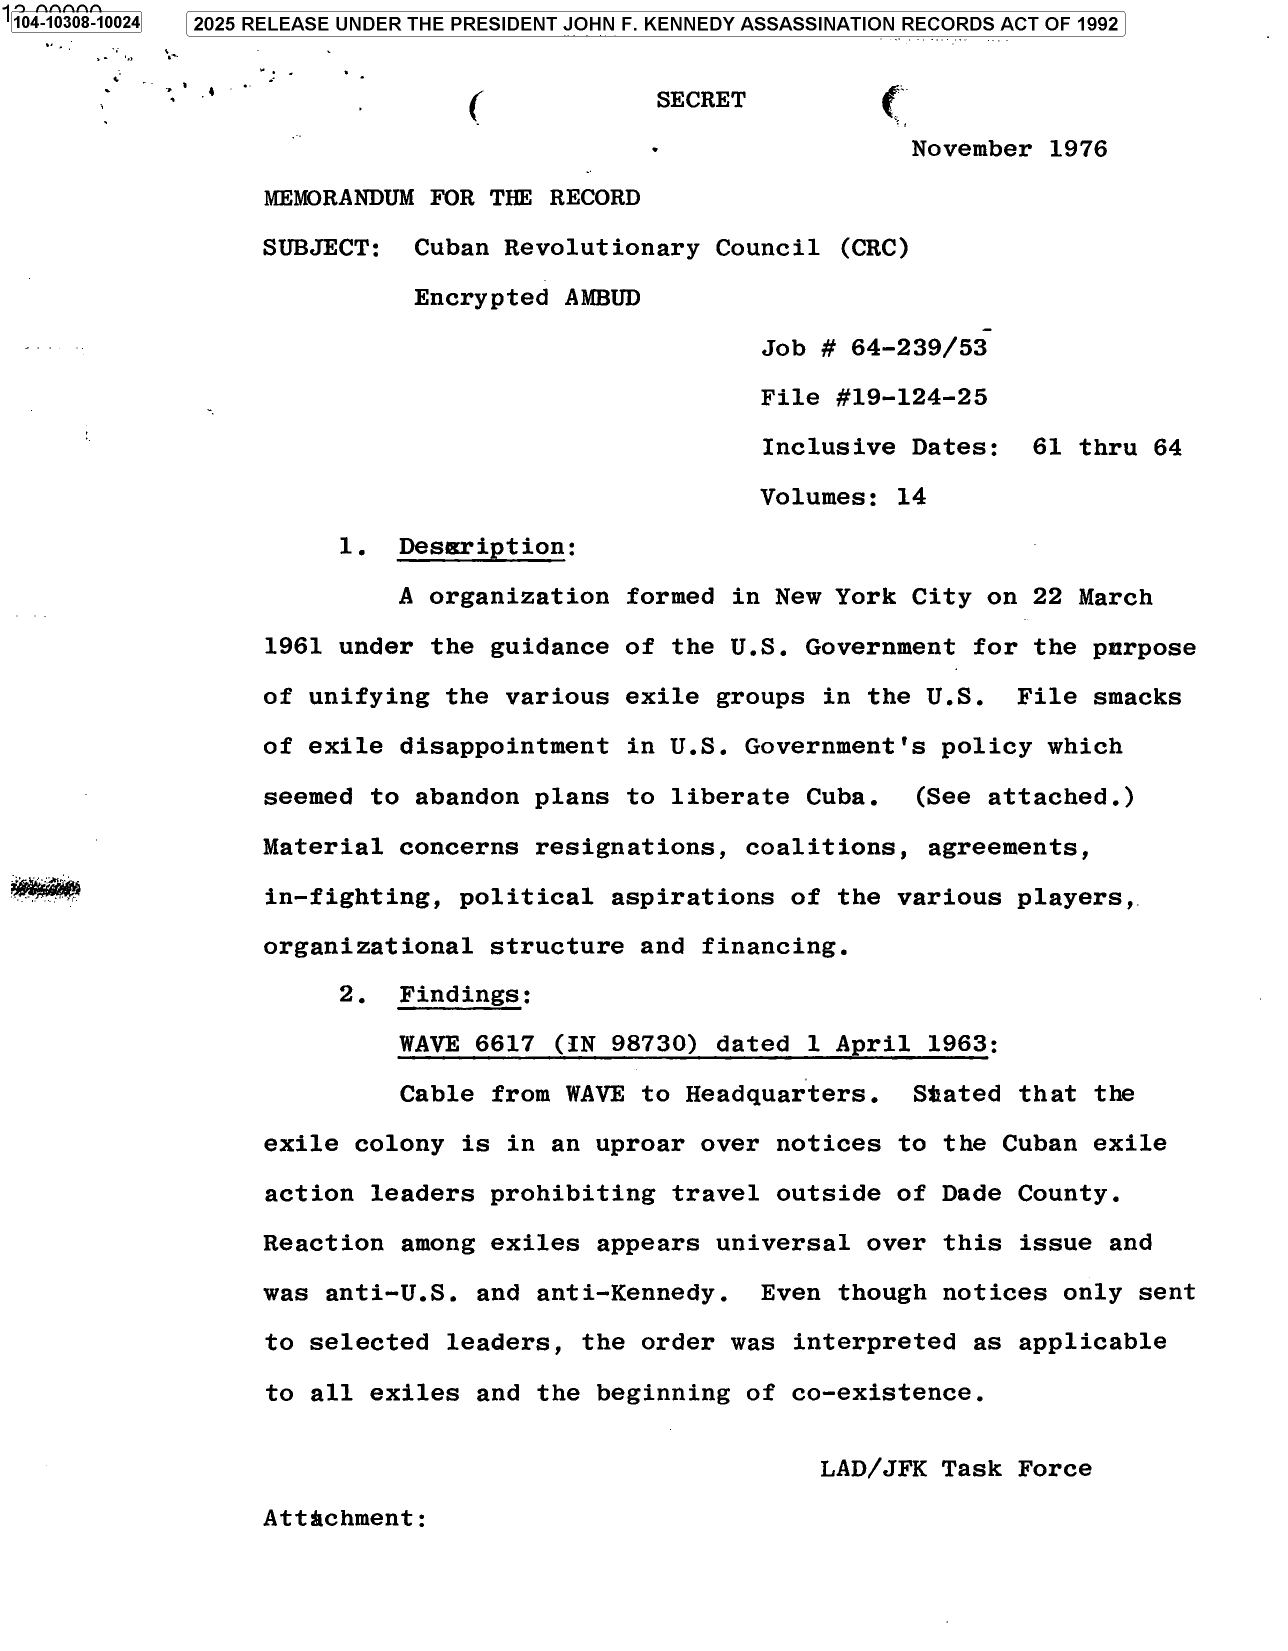 104-10308-10024
2025 RELEASE UNDER THE PRESIDENT JOHN F. KENNEDY ASSASSINATION RECORDS ACT OF 1992
SECRET
November 1976
MEMORANDUM FOR THE RECORD
SUBJECT: Cuban Revolutionary Council (CRC)
Encrypted AMBUD
Job # 64-239/53
File #19-124-25
Inclusive Dates: 61 thru 64
Volumes: 14
1. Description:
A organization formed in New York City on 22 March
1961 under the guidance of the U.S. Government for the purpose
of unifying the various exile groups in the U.S. File smacks
of exile disappointment in U.S. Government's policy which
seemed to abandon plans to liberate Cuba. (See attached.)
Material concerns resignations, coalitions, agreements,
in-fighting, political aspirations of the various players,
organizational structure and financing.
2. Findings:
WAVE 6617 (IN 98730) dated 1 April 1963:
Cable from WAVE to Headquarters. Stated that the
exile colony is in an uproar over notices to the Cuban exile
action leaders prohibiting travel outside of Dade County.
Reaction among exiles appears universal over this issue and
was anti-U.S. and anti-Kennedy. Even though notices only sent
to selected leaders, the order was interpreted as applicable
to all exiles and the beginning of co-existence.
LAD/JFK Task Force
Attachment: